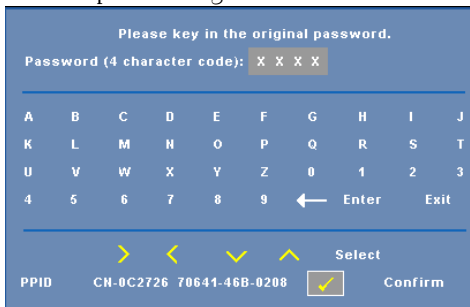 Please key in the original password.
Password (4 character code): X X X X
A B C D E F G H I J
K L M N O P Q R S T
U V W X Y Z 0 1 2 3
4 5 6 7 8 9 ← Enter Exit
> < ∨ ∧ Select
PPID CN-0C2726 70641-46B-0208 ✓ Confirm